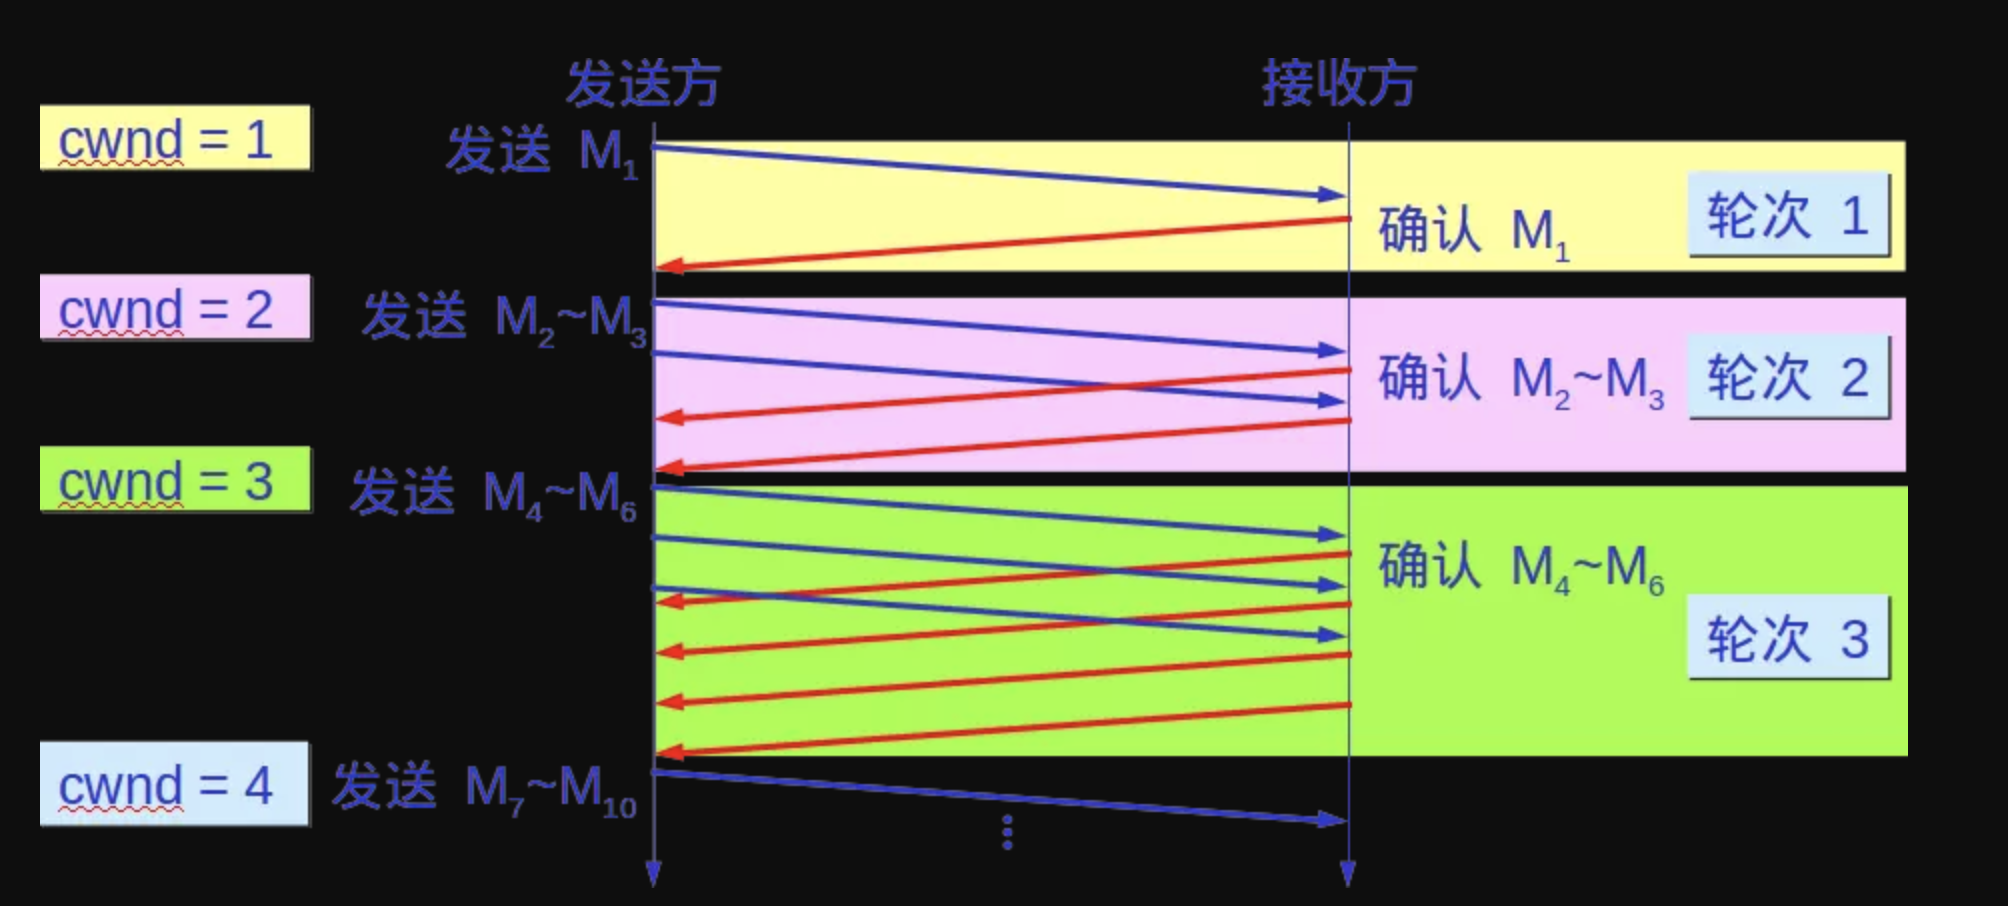 发送方
接收方
cwnd = 1
发送 M1
确认 M1
轮次 1
cwnd = 2
发送 M2~M3
确认 M2~M3
轮次 2
cwnd = 3
发送 M4~M6
确认 M4~M6
轮次 3
cwnd = 4
发送 M7~M10